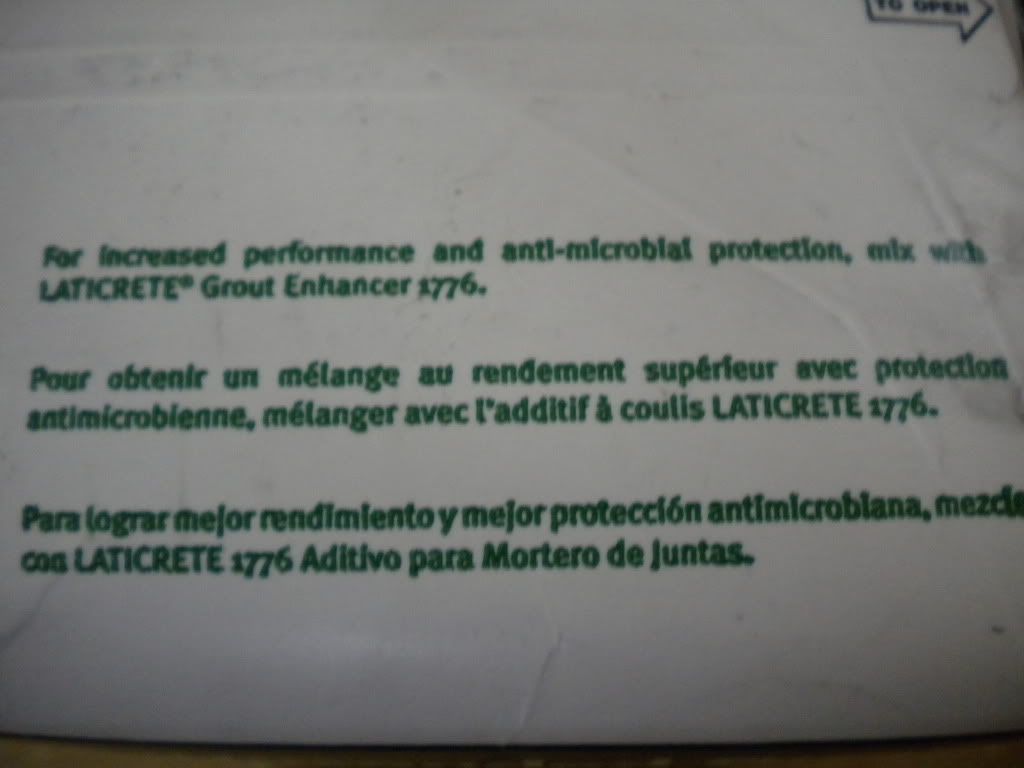 TO OPEN
For increased performance and anti-microbial protection, mix with
LATICRETE® Grout Enhancer 1776.
Pour obtenir un mélange au rendement supérieur avec protection
antimicrobienne, mélanger avec l'additif à coulis LATICRETE 1776.
Para lograr mejor rendimiento y mejor protección antimicrobiana, mezcle
con LATICRETE 1776 Aditivo para Mortero de Juntas.